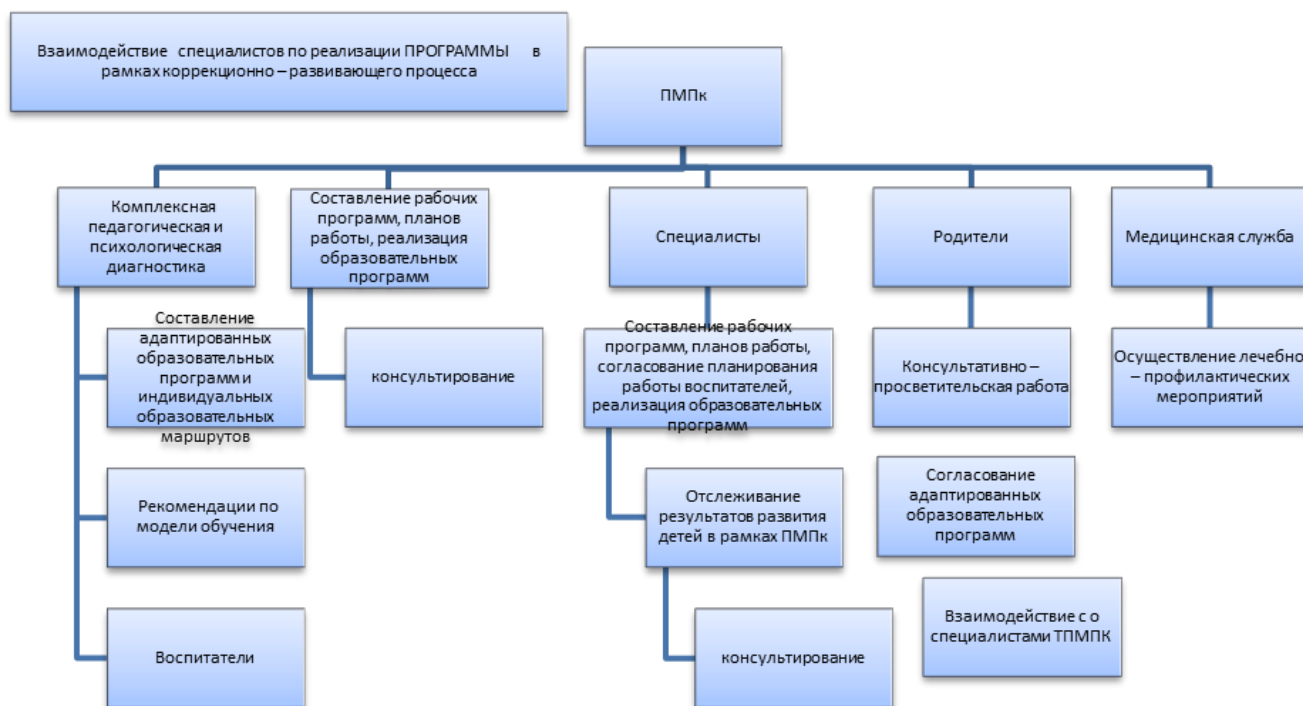 Взаимодействие специалистов по реализации ПРОГРАММЫ в
рамках коррекционно – развивающего процесса
ПМПк
Комплексная
педагогическая и
психологическая
диагностика
Составление рабочих
программ, планов
работы, реализация
образовательных
программ
Специалисты
Родители
Медицинская служба
Составление
адаптированных
образовательных
программ и
индивидуальных
образовательных
маршрутов
консультирование
Составление рабочих
программ, планов работы,
согласование планирования
работы воспитателей,
реализация образовательных
программ
Консультативно –
просветительская работа
Осуществление лечебно
– профилактических
мероприятий
Рекомендации по
модели обучения
Отслеживание
результатов развития
детей в рамках ПМПк
Согласование
адаптированных
образовательных
программ
Воспитатели
консультирование
Взаимодействие с о
специалистами ТПМПК